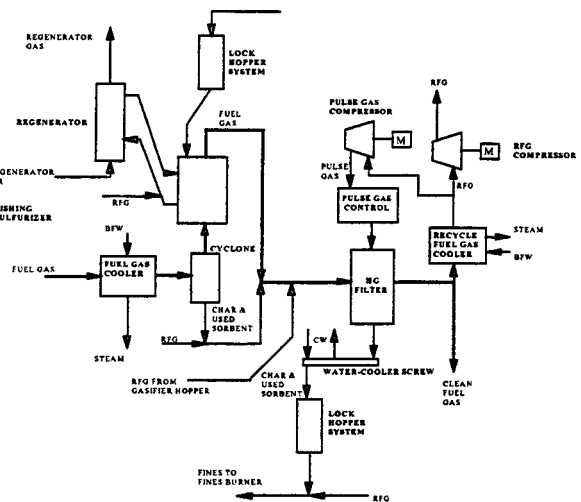 REGENERATOR
GAS
LOCK
HOPPER
SYSTEM
RFG
PULSE GAS
COMPRESSOR
FUEL
GAS
REGENERATOR
M
M
RFG
COMPRESSOR
PULSE
GAS
RFG
EGENERATOR
R
PULSE GAS
CONTROL
RFG
ISHING
SULFURIZER
BFW
CYCLONE
RECYCLE
FUEL GAS
COOLER
STEAM
BFW
FUEL GAS
FUEL GAS
COOLER
HG
FILTER
CHAR &
USED
SORBENT
RFG
CW
STEAM
WATER-COOLER SCREW
RFG FROM
GASIFIER HOPPER
CHAR &
USED
SORBENT
CLEAN
FUEL
GAS
LOCK
HOPPER
SYSTEM
FINES TO
FINES BURNER
RFG